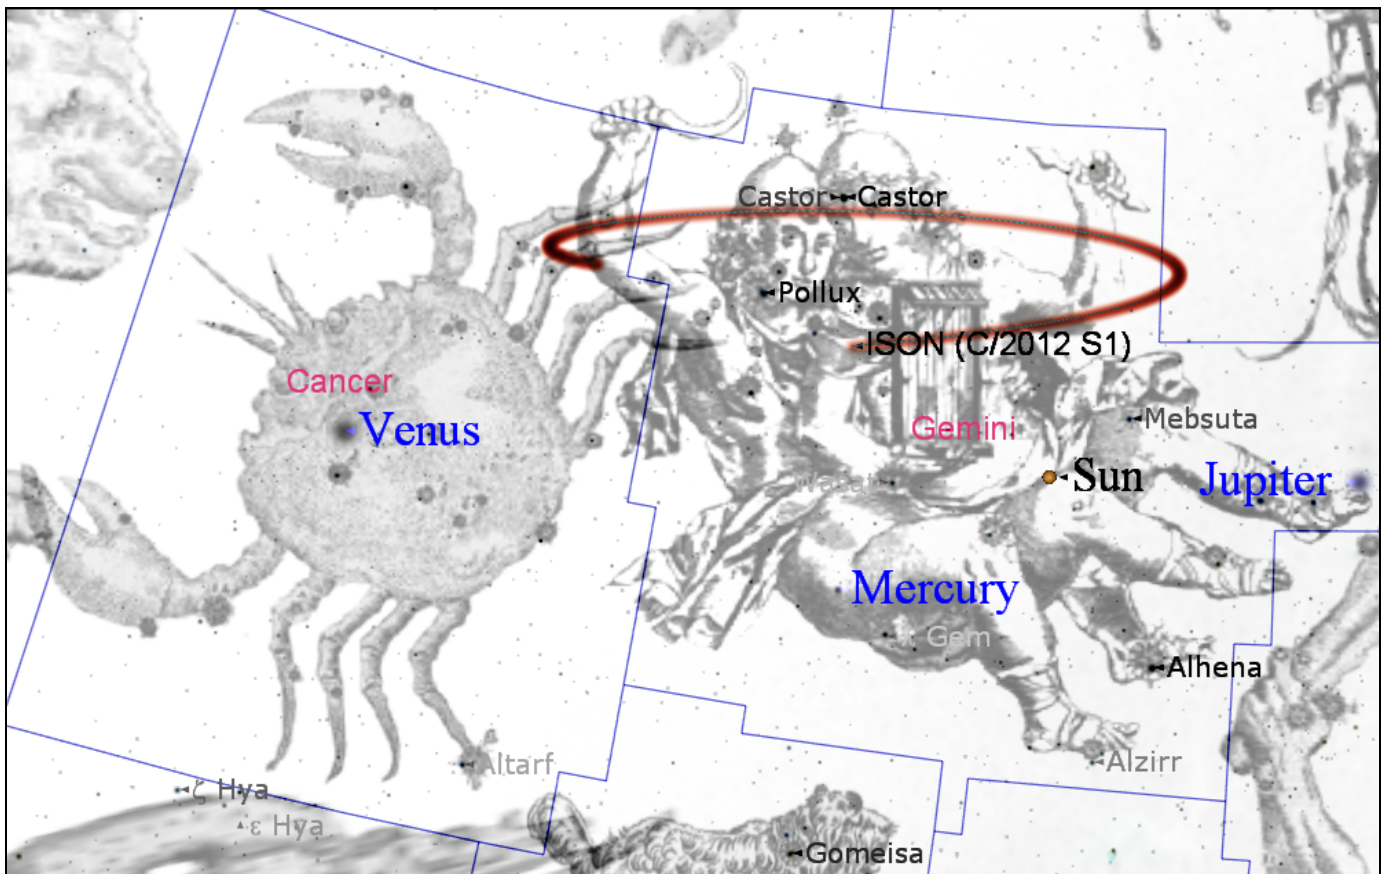 Castor Castor
Pollux
ISON (C/2012 S1)
Cancer
Venus
Gemini
Mebsuta
Wasat
Sun
Jupiter
Mercury
χ Gem
Alhena
Altarf
Alzirr
ζ Hya
ε Hya
Gomeisa